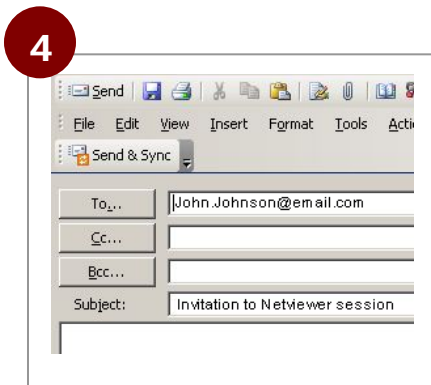 4
Send
File Edit View Insert Format Tools Acti
Send & Sync
To... John.Johnson@email.com
Cc...
Bcc...
Subject: Invitation to Netviewer session